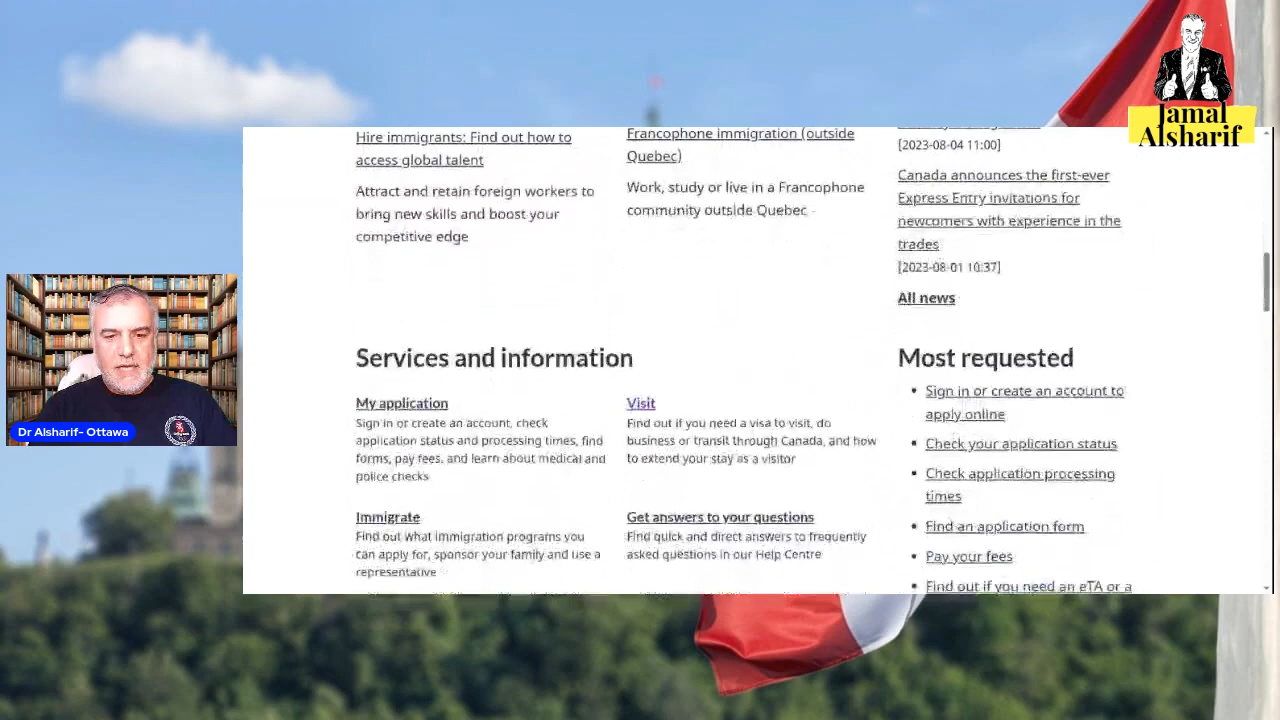 Jamal
Alsharif
Hire immigrants: Find out how to
access global talent
Attract and retain foreign workers to
bring new skills and boost your
competitive edge
Francophone immigration (outside
Quebec)
Work, study or live in a Francophone
community outside Quebec
[2023-08-04 11:00]
Canada announces the first-ever
Express Entry invitations for
newcomers with experience in the
trades
[2023-08-01 10:37]
All news
Services and information
My application
Sign in or create an account, check
application status and processing times, find
forms, pay fees, and learn about medical and
police checks
Visit
Find out if you need a visa to visit, do
business or transit through Canada, and how
to extend your stay as a visitor
Immigrate
Find out what immigration programs you
can apply for, sponsor your family and use a
representative
Get answers to your questions
Find quick and direct answers to frequently
asked questions in our Help Centre
Most requested
Sign in or create an account to
apply online
Check your application status
Check application processing
times
Find an application form
Pay your fees
Find out if you need an eTA or a
Dr Alsharif- Ottawa